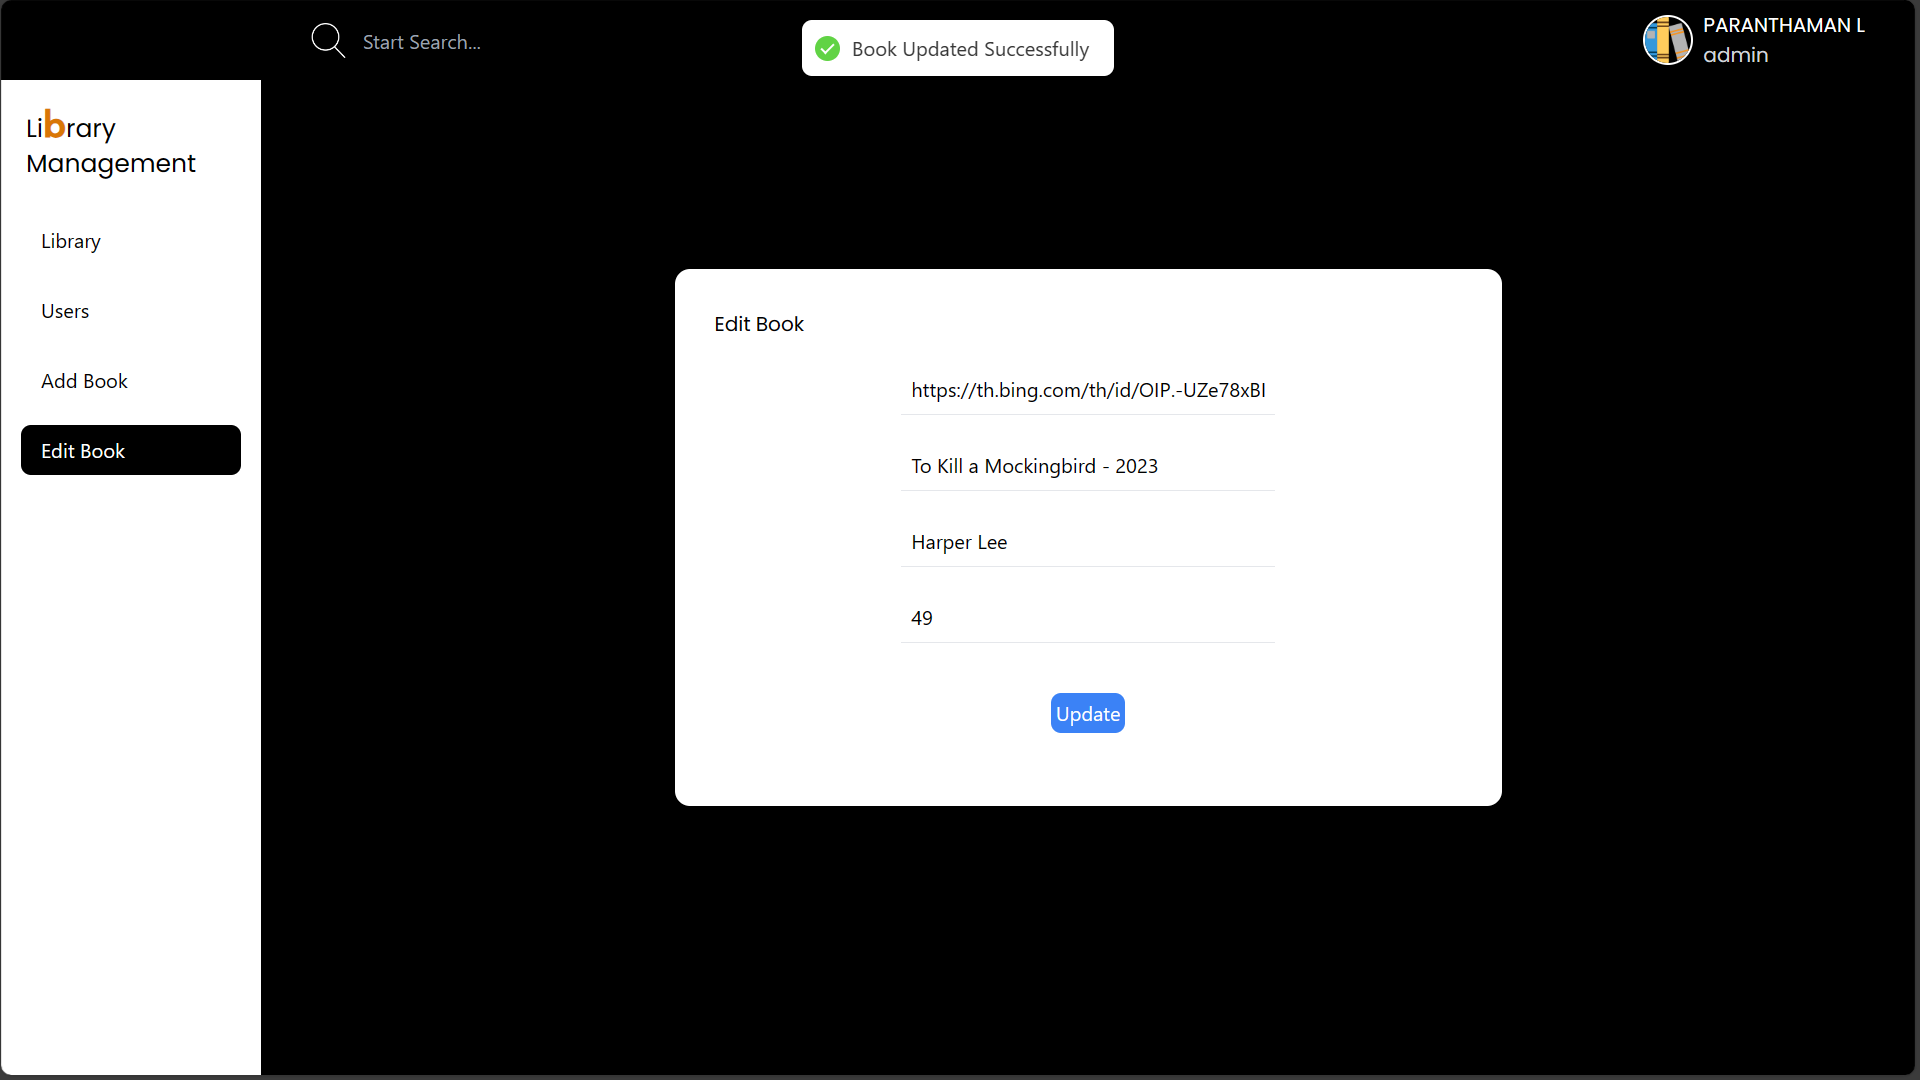 Start Search...
Book Updated Successfully
PARANTHAMAN L
admin
Library
Management
Library
Users
Add Book
Edit Book
Edit Book
https://th.bing.com/th/id/OIP.-UZe78xBI
To Kill a Mockingbird - 2023
Harper Lee
49
Update